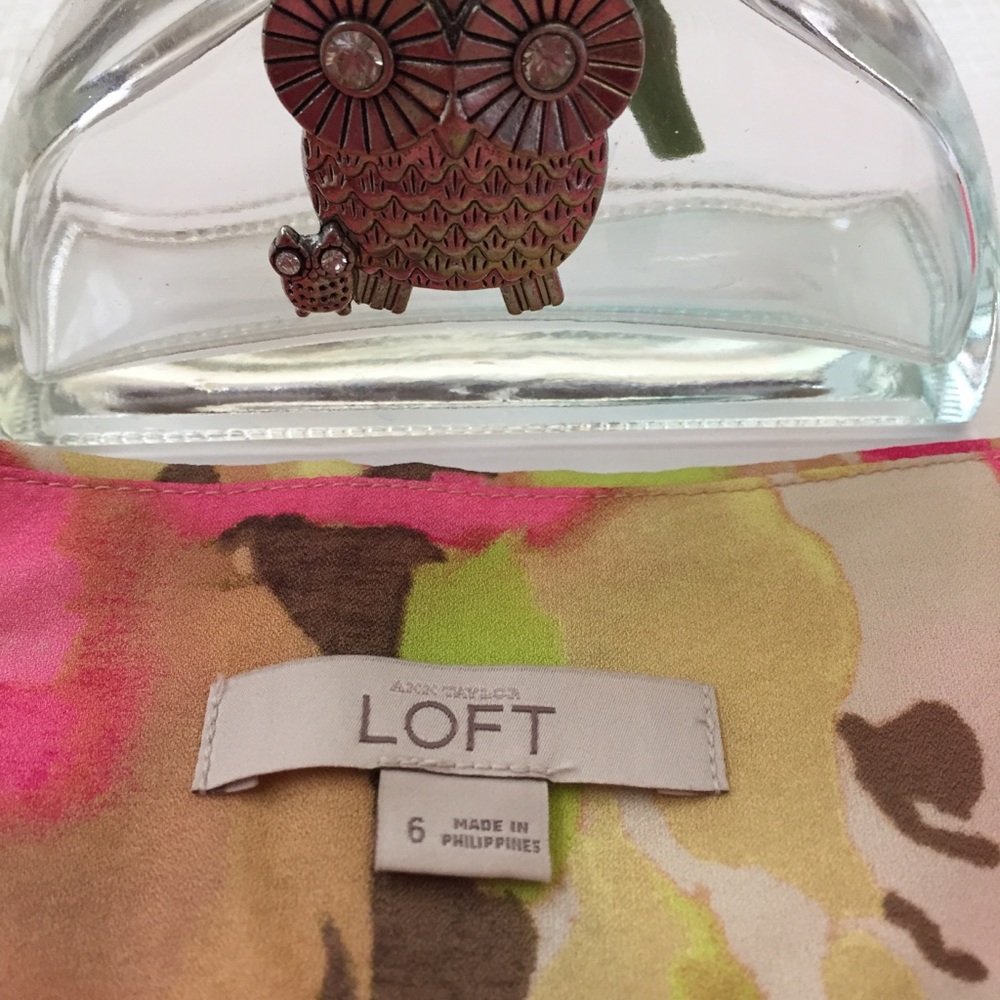 ANN TAYLOR
LOFT
6 MADE IN
PHILIPPINES